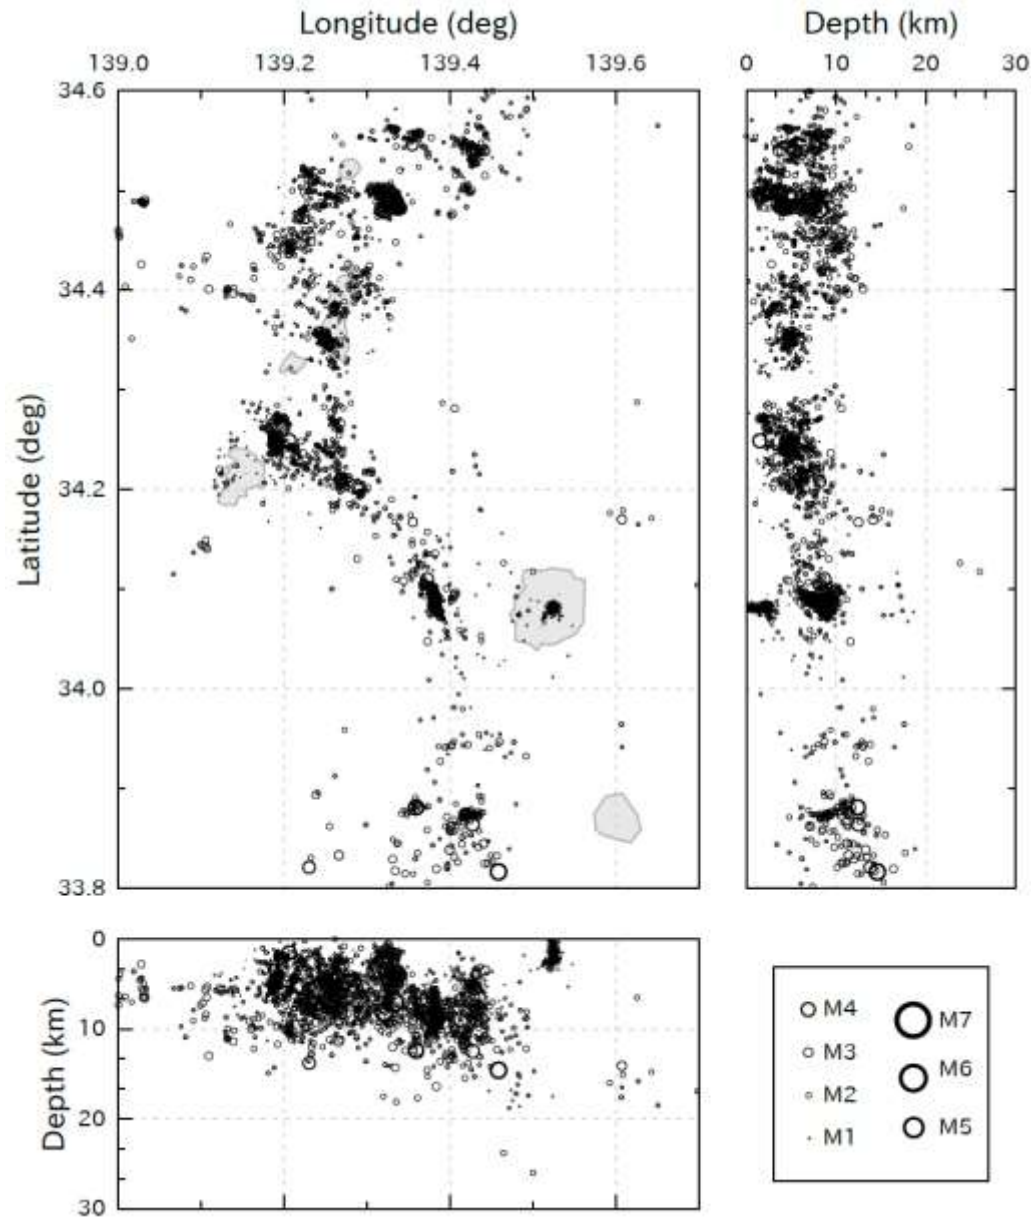 Longitude (deg) Depth (km)
139.0 139.2 139.4 139.6 0 10 20 30
34.6
34.4
34.2
34.0
33.8
Latitude (deg)
0
10
20
30
Depth (km)
M4 M7
M3
M2 M6
M1 M5